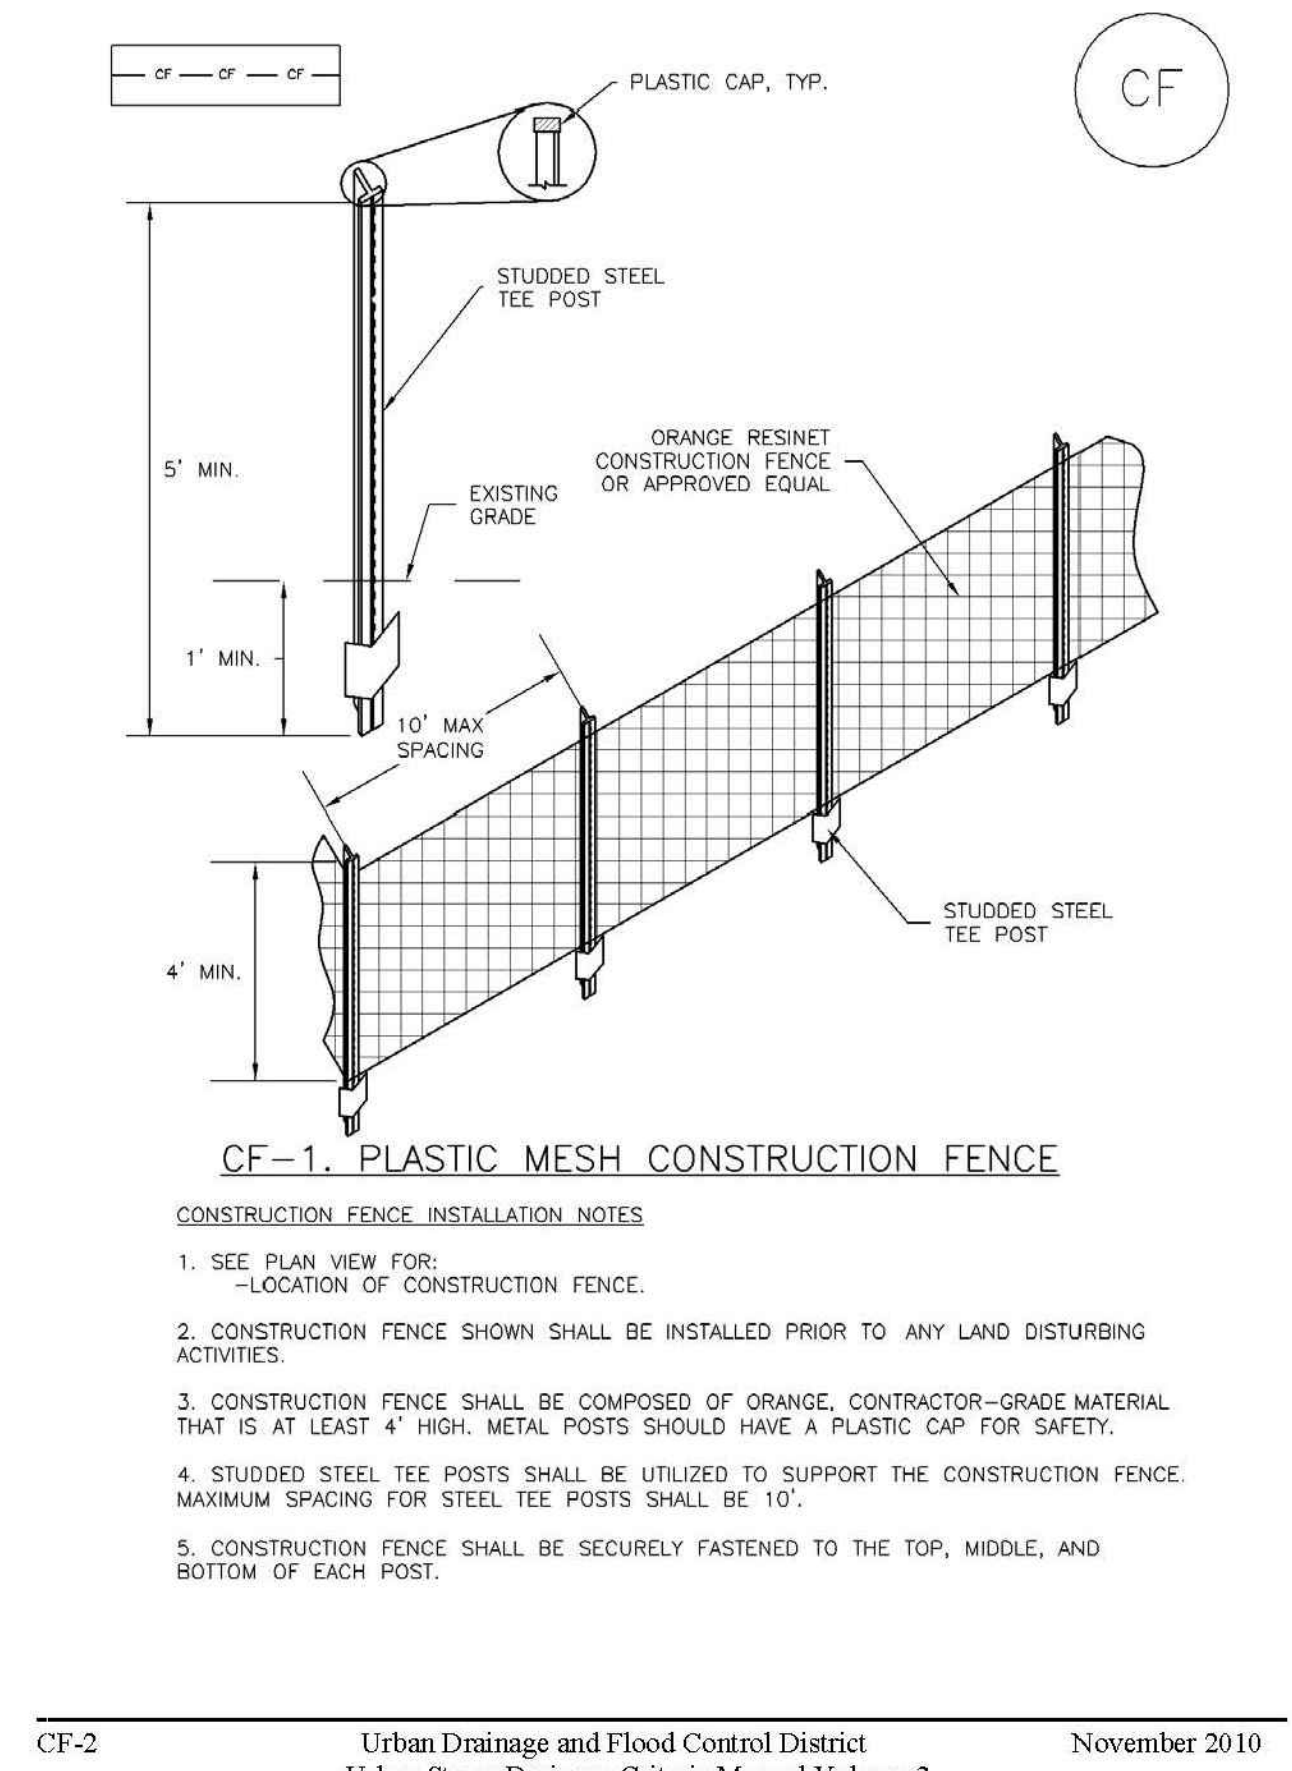 CF CF CF
CF
PLASTIC CAP, TYP.
STUDDED STEEL
TEE POST
5' MIN.
EXISTING
GRADE
1' MIN.
ORANGE RESINET
CONSTRUCTION FENCE
OR APPROVED EQUAL
10' MAX
SPACING
4' MIN.
STUDDED STEEL
TEE POST
CF-1. PLASTIC MESH CONSTRUCTION FENCE
CONSTRUCTION FENCE INSTALLATION NOTES
1. SEE PLAN VIEW FOR:
-LOCATION OF CONSTRUCTION FENCE.
2. CONSTRUCTION FENCE SHOWN SHALL BE INSTALLED PRIOR TO ANY LAND DISTURBING
ACTIVITIES.
3. CONSTRUCTION FENCE SHALL BE COMPOSED OF ORANGE, CONTRACTOR-GRADE MATERIAL
THAT IS AT LEAST 4' HIGH. METAL POSTS SHOULD HAVE A PLASTIC CAP FOR SAFETY.
4. STUDDED STEEL TEE POSTS SHALL BE UTILIZED TO SUPPORT THE CONSTRUCTION FENCE.
MAXIMUM SPACING FOR STEEL TEE POSTS SHALL BE 10'.
5. CONSTRUCTION FENCE SHALL BE SECURELY FASTENED TO THE TOP, MIDDLE, AND
BOTTOM OF EACH POST.
CF-2 Urban Drainage and Flood Control District November 2010
Urban Storm Drainage Criteria Manual Volume 3